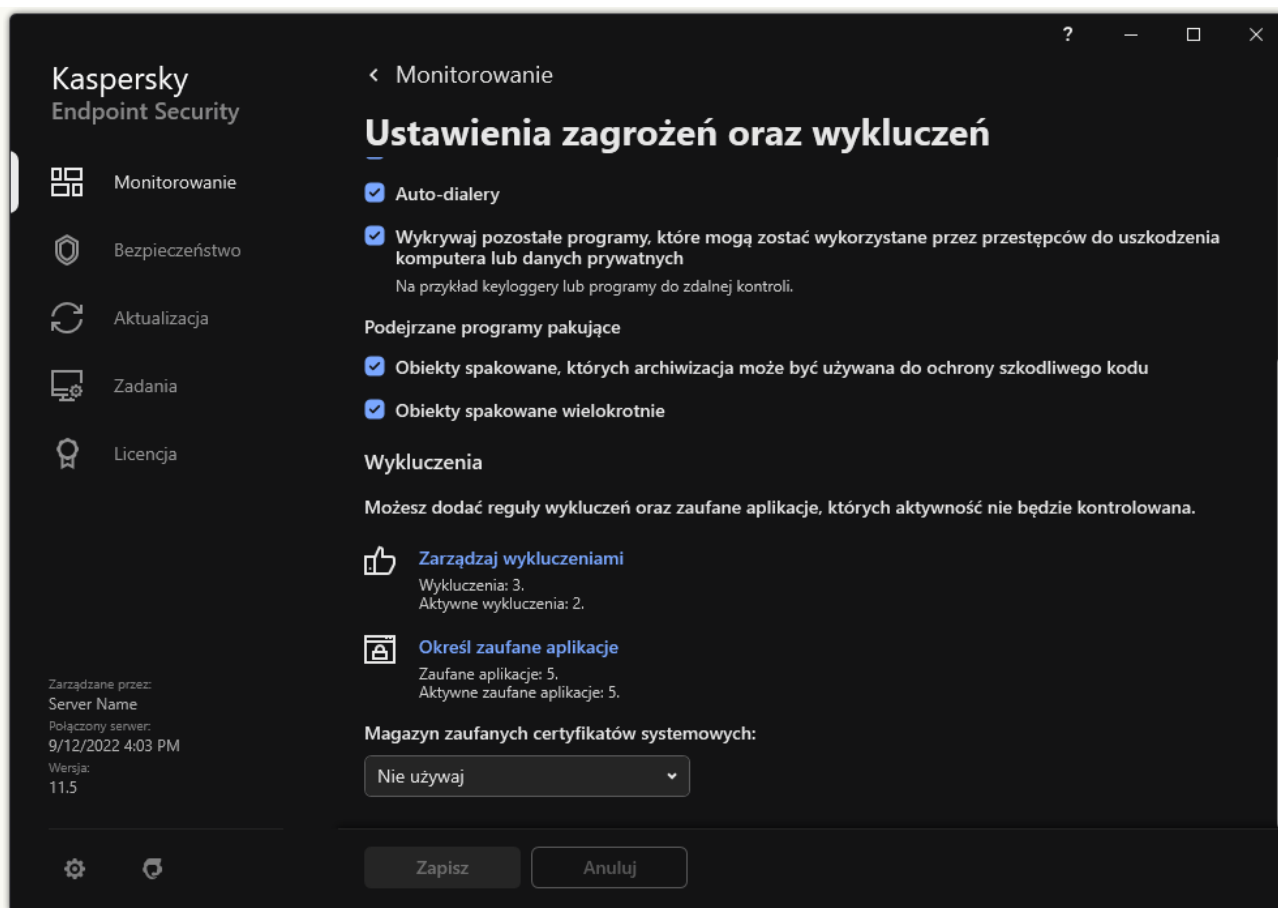 ?
Kaspersky
Endpoint Security
Monitorowanie
Bezpieczeństwo
Aktualizacja
Zadania
Licencja
Zarządzane przez:
Server Name
Połączony serwer:
9/12/2022 4:03 PM
Wersja:
11.5
Monitorowanie
Ustawienia zagrożeń oraz wykluczeń
Auto-dialery
Wykrywaj pozostałe programy, które mogą zostać wykorzystane przez przestępców do uszkodzenia
komputera lub danych prywatnych
Na przykład keyloggery lub programy do zdalnej kontroli.
Podejrzane programy pakujące
Obiekty spakowane, których archiwizacja może być używana do ochrony szkodliwego kodu
Obiekty spakowane wielokrotnie
Wykluczenia
Możesz dodać reguły wykluczeń oraz zaufane aplikacje, których aktywność nie będzie kontrolowana.
Zarządzaj wykluczeniami
Wykluczenia: 3.
Aktywne wykluczenia: 2.
Określ zaufane aplikacje
Zaufane aplikacje: 5.
Aktywne zaufane aplikacje: 5.
Magazyn zaufanych certyfikatów systemowych:
Nie używaj
Zapisz
Anuluj